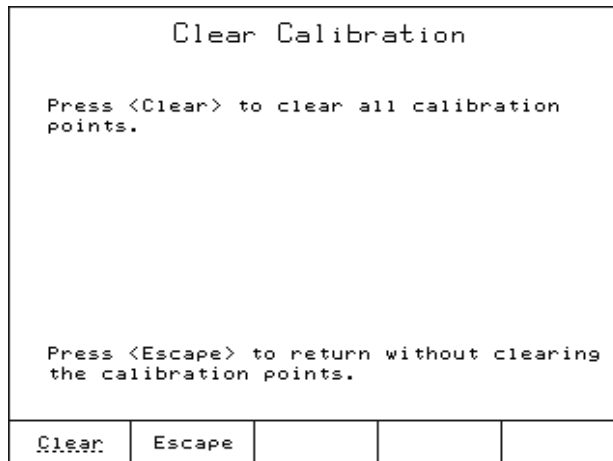 Clear Calibration
Press <Clear> to clear all calibration
points.
Press <Escape> to return without clearing
the calibration points.
Clear Escape